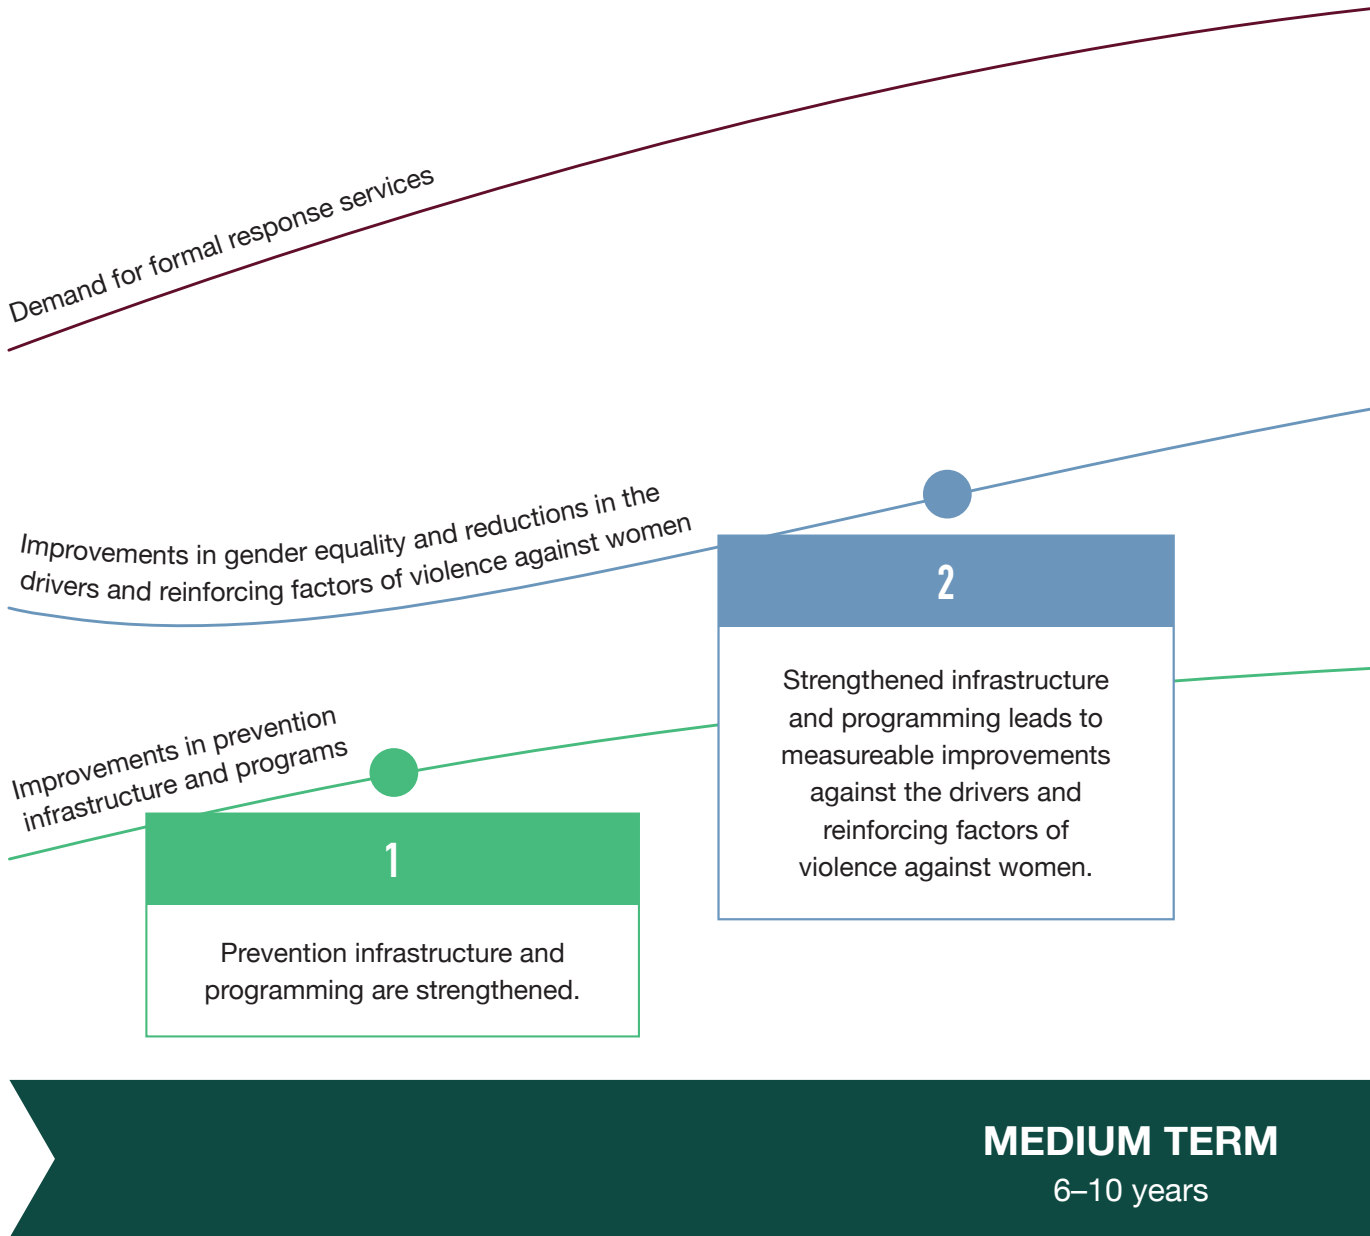 Demand for formal response services
Improvements in gender equality and reductions in the
drivers and reinforcing factors of violence against women
2
Strengthened infrastructure
and programming leads to
measureable improvements
against the drivers and
reinforcing factors of
violence against women.
Improvements in prevention
infrastructure and programs
1
Prevention infrastructure and
programming are strengthened.
MEDIUM TERM
6–10 years